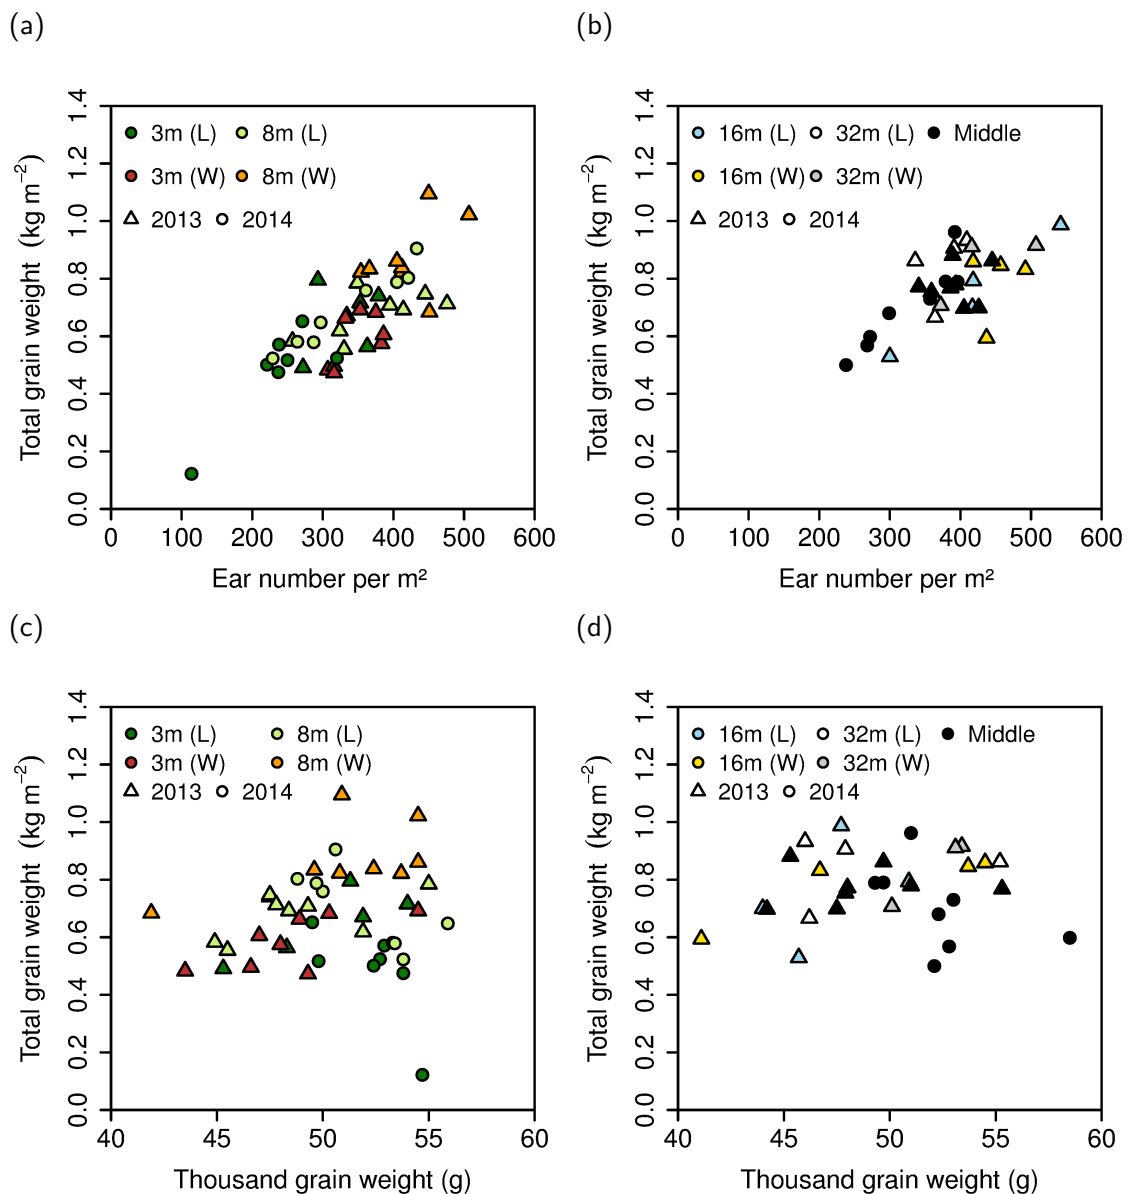 (a)
(b)
1.4
1.2
1.0
0.8
0.6
0.4
0.2
0.0
Total grain weight (kg m⁻²)
3m (L) 8m (L)
3m (W) 8m (W)
2013 2014
0 100 200 300 400 500 600
Ear number per m²
1.4
1.2
1.0
0.8
0.6
0.4
0.2
0.0
Total grain weight (kg m⁻²)
16m (L) 32m (L) Middle
16m (W) 32m (W)
2013 2014
0 100 200 300 400 500 600
Ear number per m²
(c)
(d)
1.4
1.2
1.0
0.8
0.6
0.4
0.2
0.0
Total grain weight (kg m⁻²)
3m (L) 8m (L)
3m (W) 8m (W)
2013 2014
40 45 50 55 60
Thousand grain weight (g)
1.4
1.2
1.0
0.8
0.6
0.4
0.2
0.0
Total grain weight (kg m⁻²)
16m (L) 32m (L) Middle
16m (W) 32m (W)
2013 2014
40 45 50 55 60
Thousand grain weight (g)